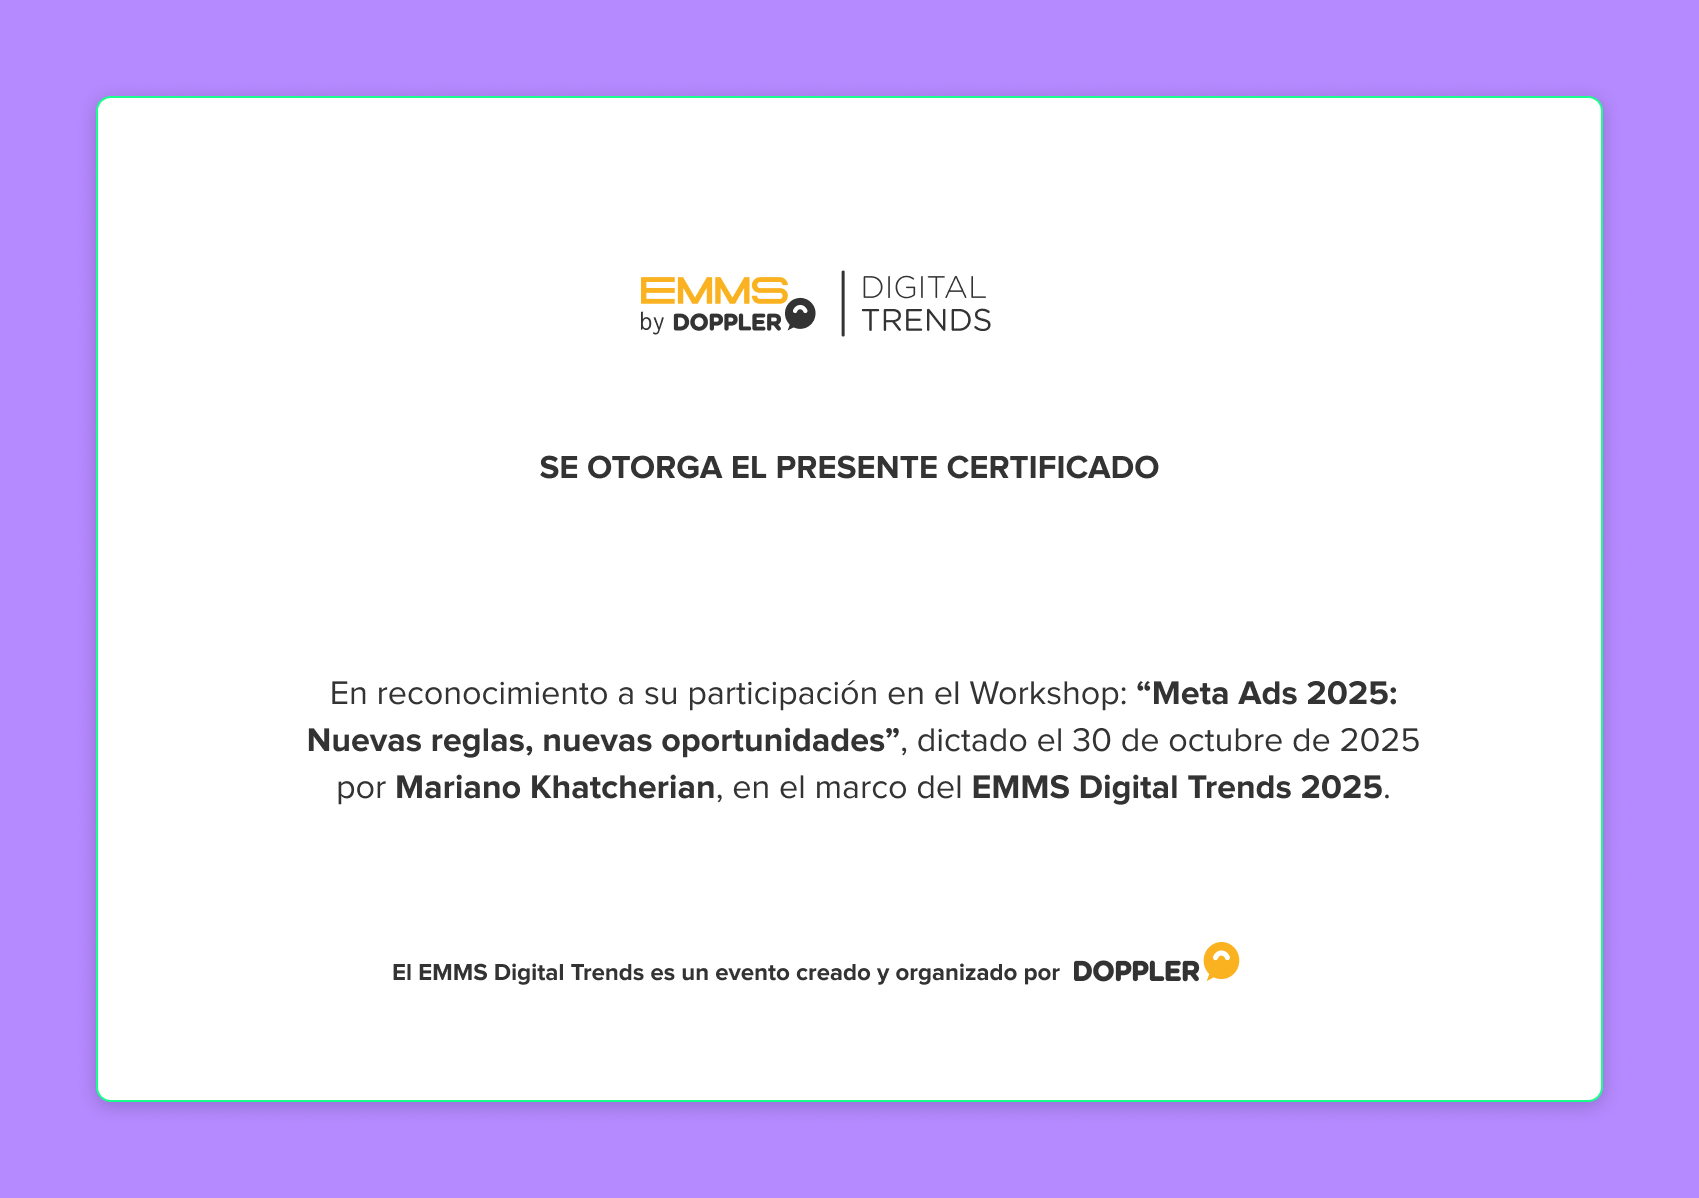 EMMS
by DOPPLER
DIGITAL
TRENDS
SE OTORGA EL PRESENTE CERTIFICADO
En reconocimiento a su participación en el Workshop: “Meta Ads 2025:
Nuevas reglas, nuevas oportunidades”, dictado el 30 de octubre de 2025
por Mariano Khatcherian, en el marco del EMMS Digital Trends 2025.
El EMMS Digital Trends es un evento creado y organizado por DOPPLER